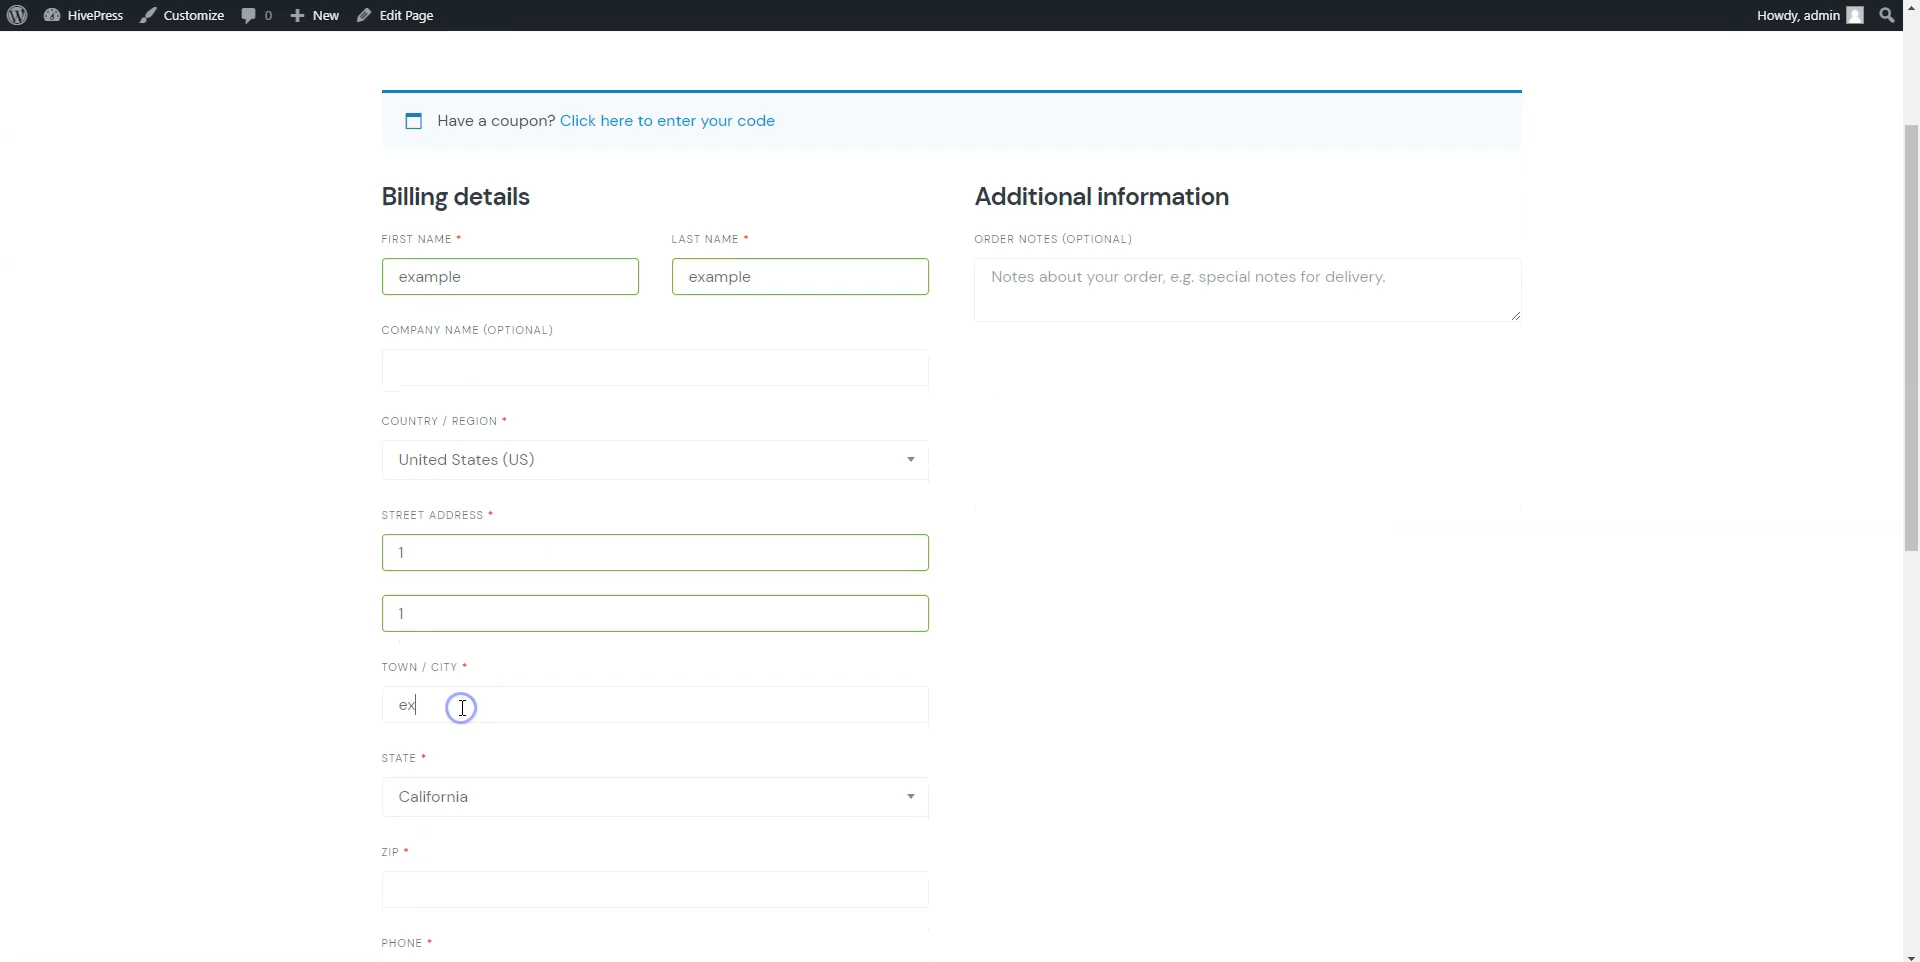 HivePress Customize 0 New Edit Page Howdy, admin
Have a coupon? Click here to enter your code
Billing details
FIRST NAME *
LAST NAME *
example
example
COMPANY NAME (OPTIONAL)
COUNTRY / REGION *
United States (US)
STREET ADDRESS *
1
1
TOWN / CITY *
ex
STATE *
California
ZIP *
PHONE *
Additional information
ORDER NOTES (OPTIONAL)
Notes about your order, e.g. special notes for delivery.